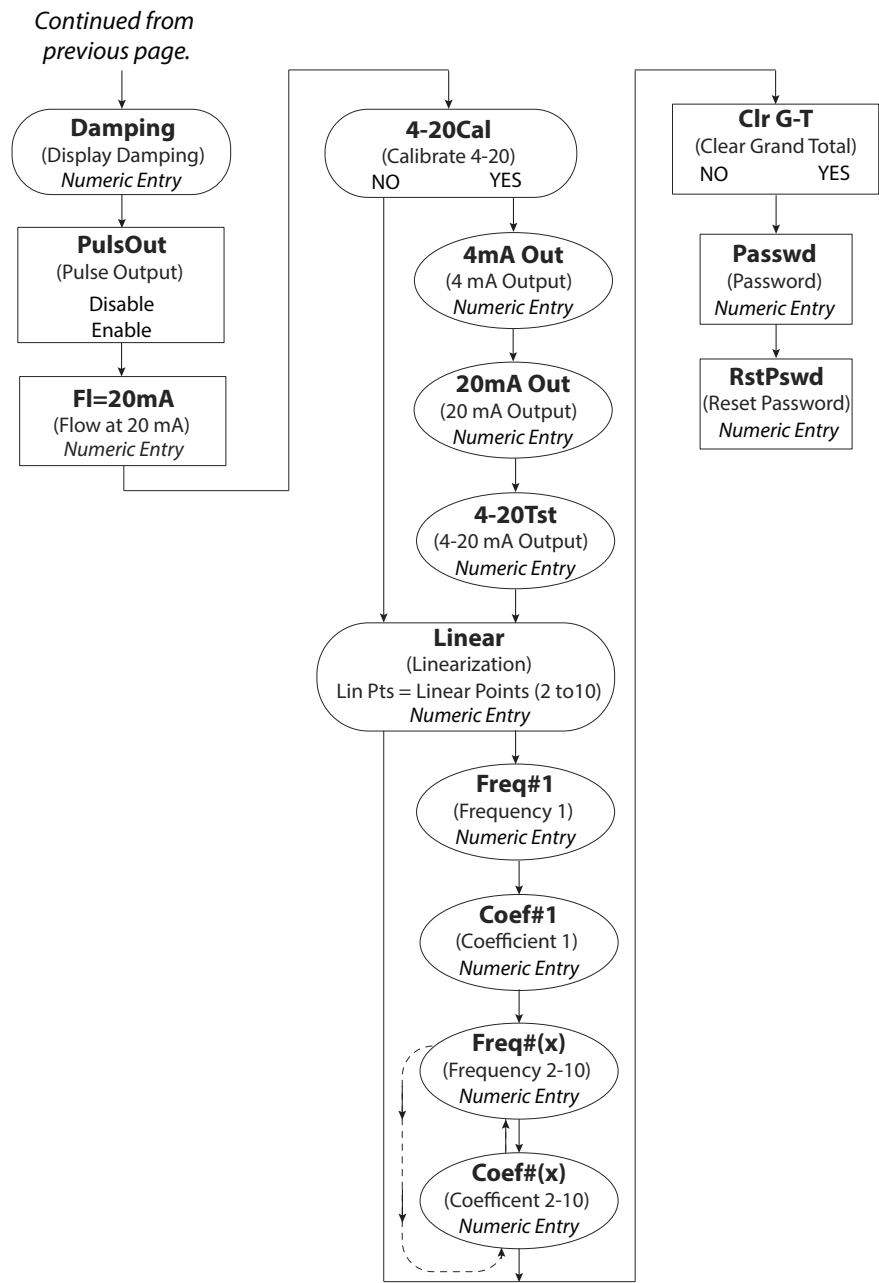 Continued from
previous page.
Damping
(Display Damping)
Numeric Entry
PulsOut
(Pulse Output)
Disable
Enable
Fl=20mA
(Flow at 20 mA)
Numeric Entry
4-20Cal
(Calibrate 4-20)
NO YES
4mA Out
(4 mA Output)
Numeric Entry
20mA Out
(20 mA Output)
Numeric Entry
4-20Tst
(4-20 mA Output)
Numeric Entry
Linear
(Linearization)
Lin Pts = Linear Points (2 to10)
Numeric Entry
Freq#1
(Frequency 1)
Numeric Entry
Coef#1
(Coefficient 1)
Numeric Entry
Freq#(x)
(Frequency 2-10)
Numeric Entry
Coef#(x)
(Coefficent 2-10)
Numeric Entry
Clr G-T
(Clear Grand Total)
NO YES
Passwd
(Password)
Numeric Entry
RstPswd
(Reset Password)
Numeric Entry